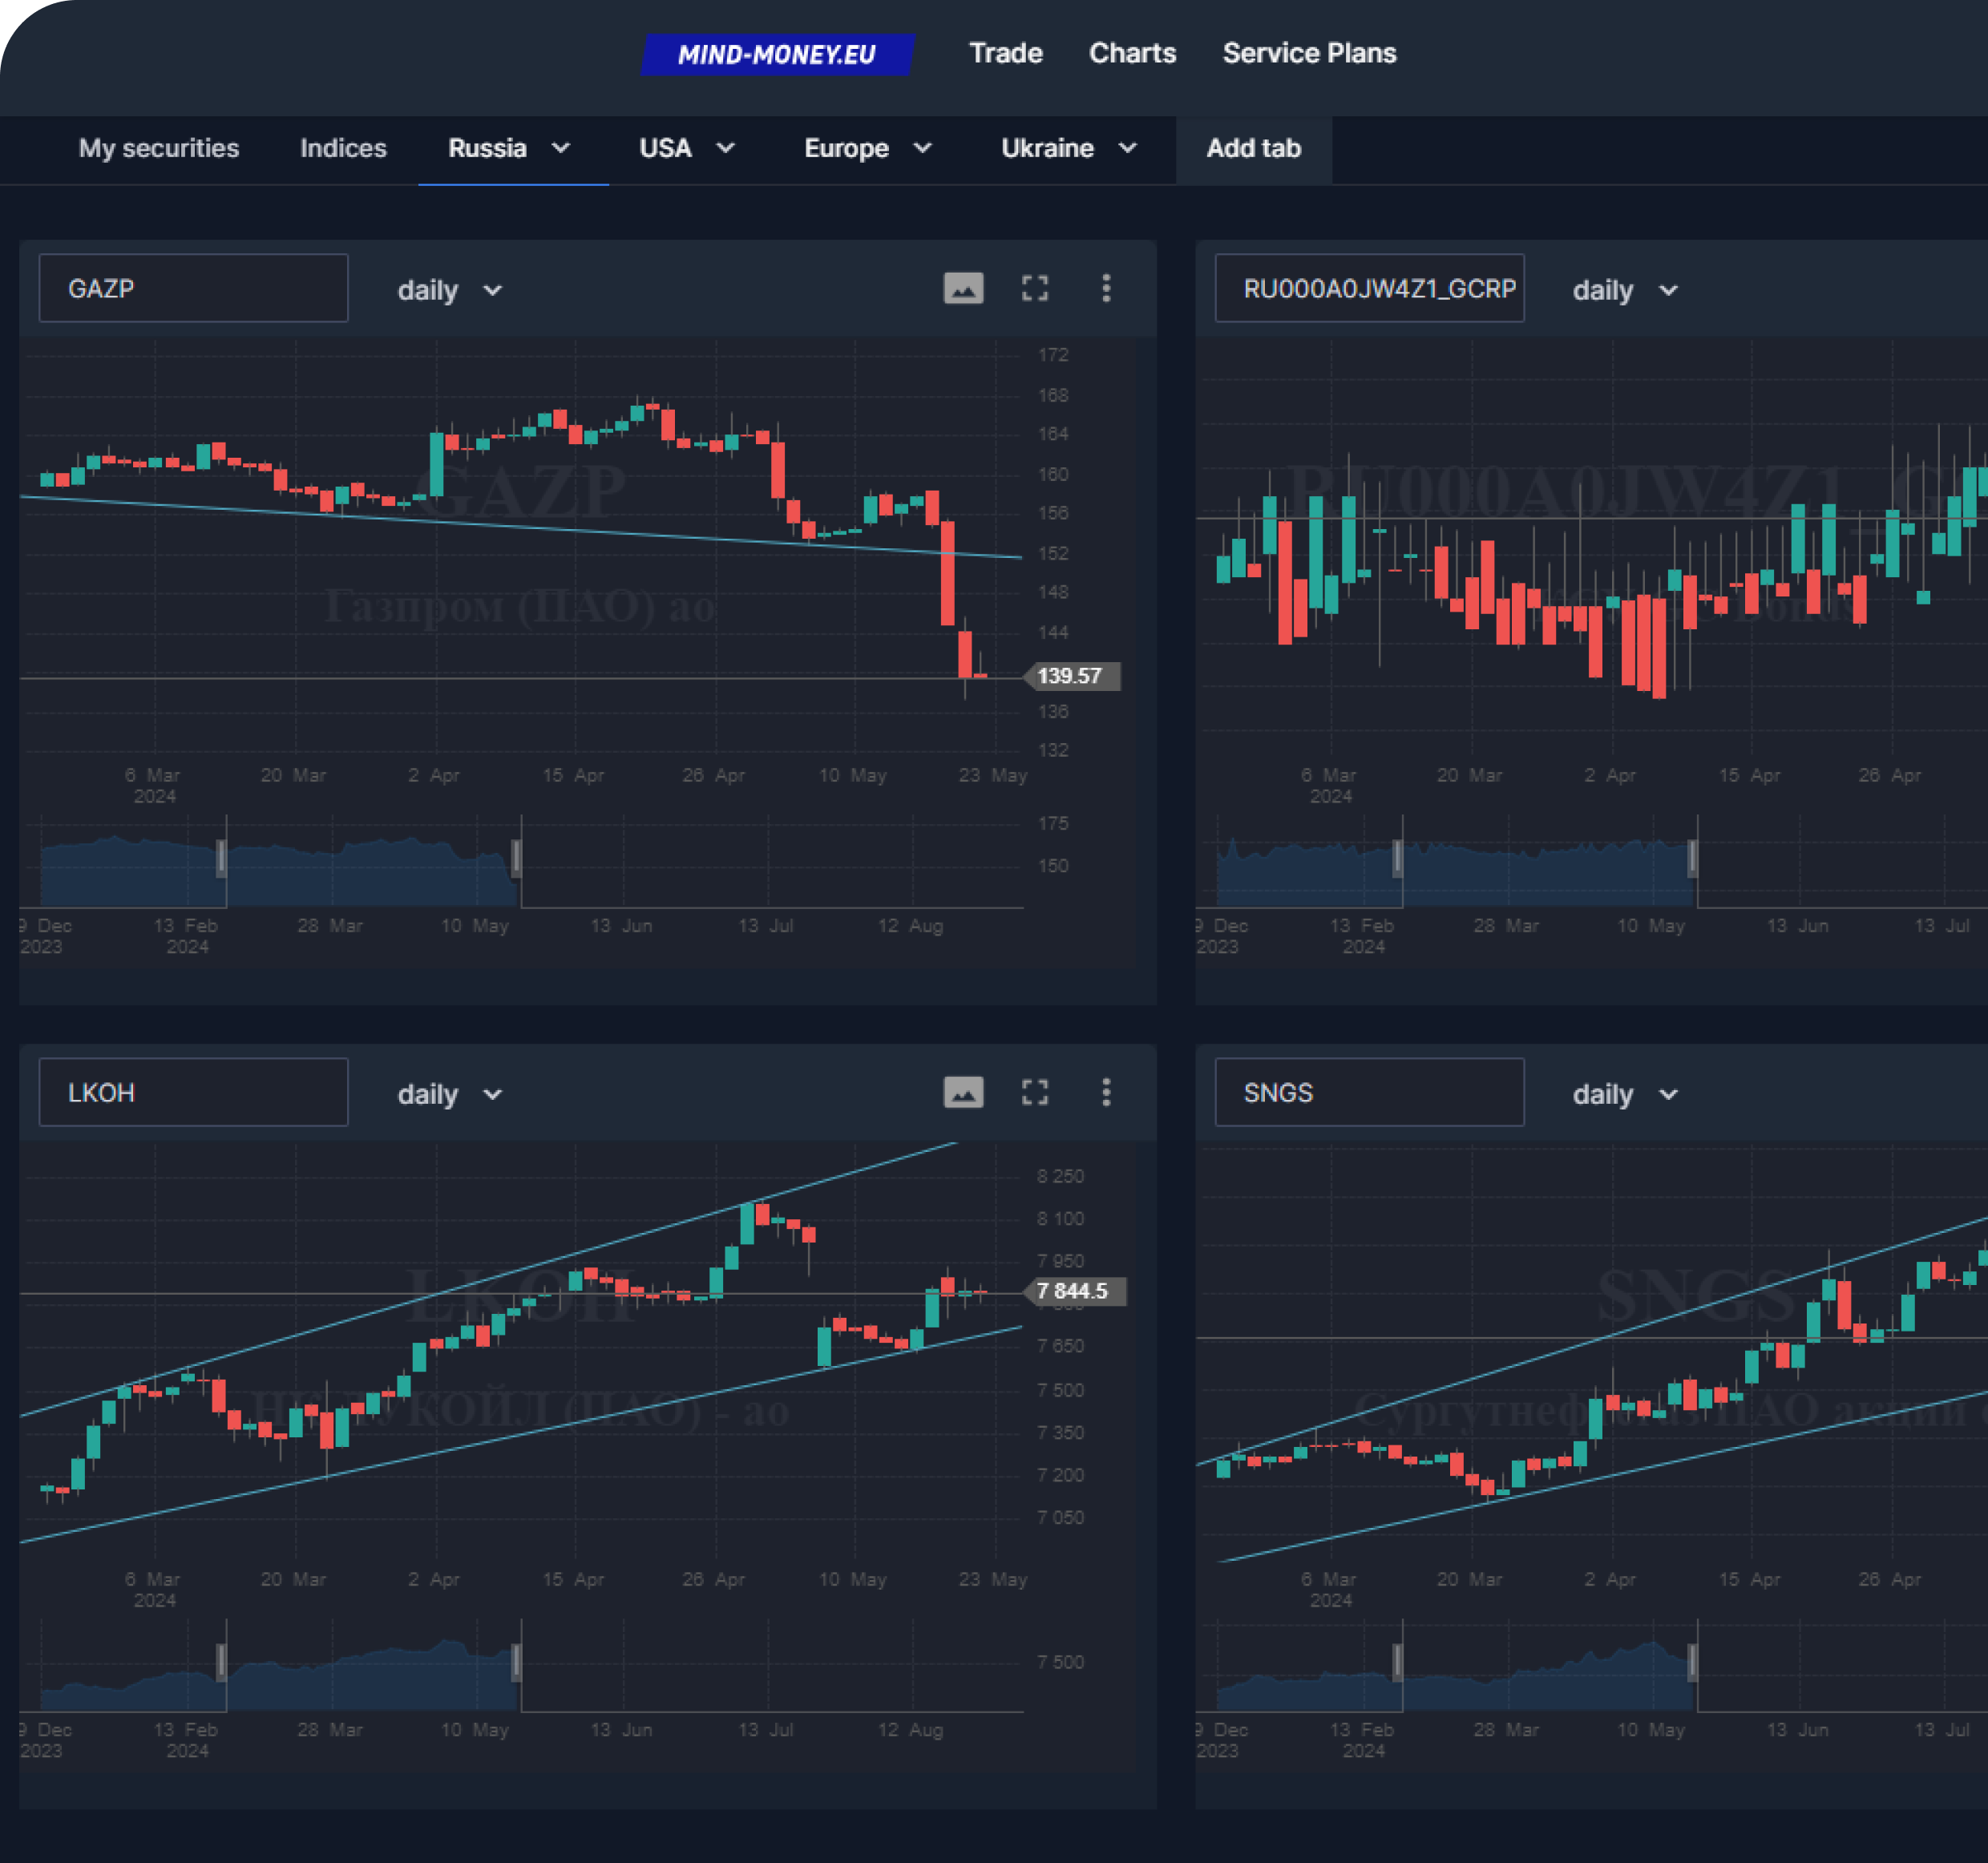 MIND-MONEY.EU Trade Charts Service Plans
My securities Indices Russia USA Europe Ukraine Add tab
GAZP daily
172
168
164
160
156
152
148
144
139.57
136
132
GAZP
Газпром (ПАО) ао
6 Mar 20 Mar 2 Apr 15 Apr 26 Apr 10 May 23 May
2024
175
150
9 Dec 13 Feb 28 Mar 10 May 13 Jun 13 Jul 12 Aug
2023 2024
RU000A0JW4Z1_GCRP daily
RU000A0JW4Z1_G
Bonds
6 Mar 20 Mar 2 Apr 15 Apr 26 Apr
2024
9 Dec 13 Feb 28 Mar 10 May 13 Jun 13 Jul
2023 2024
LKOH daily
8 250
8 100
7 950
7 844.5
7 650
7 500
7 350
7 200
7 050
LKOH
НК ЛУКОЙЛ (ПАО) - ао
6 Mar 20 Mar 2 Apr 15 Apr 26 Apr 10 May 23 May
2024
7 500
9 Dec 13 Feb 28 Mar 10 May 13 Jun 13 Jul 12 Aug
2023 2024
SNGS daily
SNGS
Сургутнефтегаз ПАО акции
6 Mar 20 Mar 2 Apr 15 Apr 26 Apr
2024
9 Dec 13 Feb 28 Mar 10 May 13 Jun 13 Jul
2023 2024